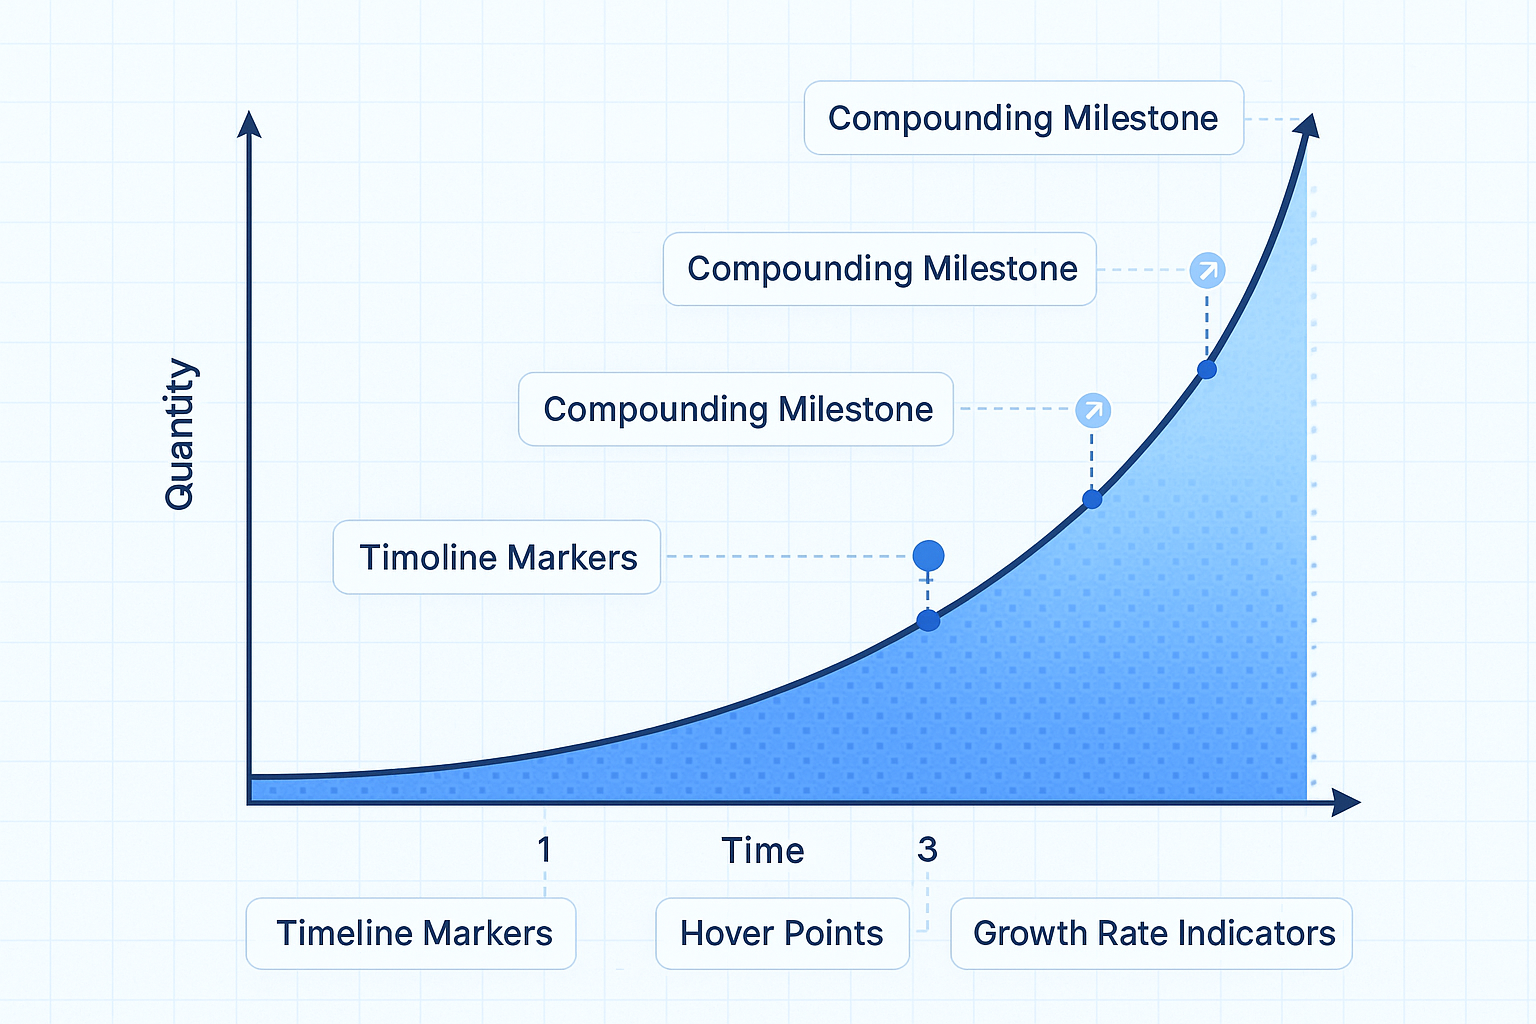 Compounding Milestone
Compounding Milestone
Compounding Milestone
Quantity
Timoline Markers
1
Time
3
Timeline Markers
Hover Points
Growth Rate Indicators